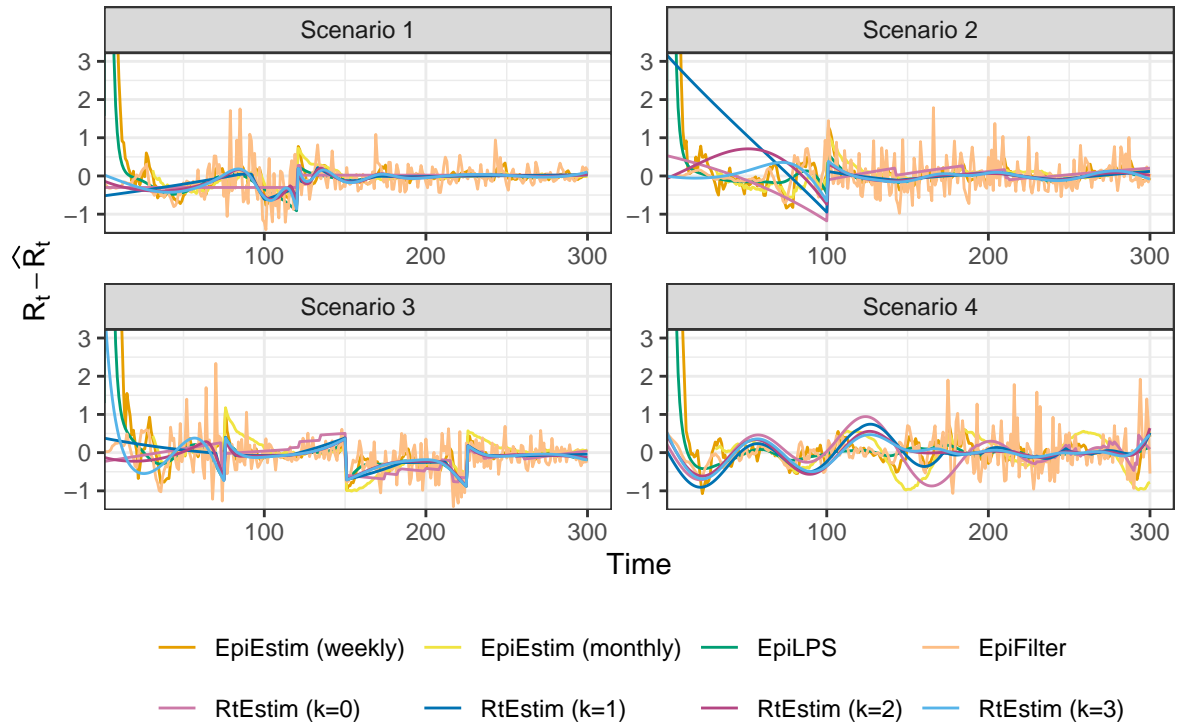 Scenario 1 Scenario 2
3 3
2 2
1 1
0 0
−1 −1
100 200 300 100 200 300
Scenario 3 Scenario 4
3 3
2 2
1 1
0 0
−1 −1
100 200 300 100 200 300
R_t − R̂_t
Time
EpiEstim (weekly) EpiEstim (monthly) EpiLPS EpiFilter
RtEstim (k=0) RtEstim (k=1) RtEstim (k=2) RtEstim (k=3)